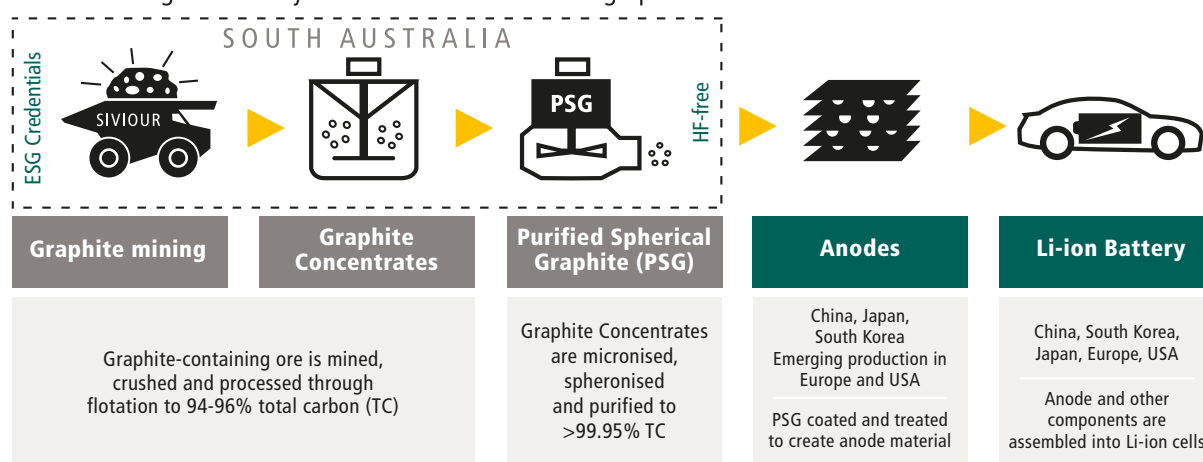 SOUTH AUSTRALIA
ESG Credentials
SIVIOUR
PSG
HF-free
Graphite mining
Graphite
Concentrates
Purified Spherical
Graphite (PSG)
Anodes
Li-ion Battery
Graphite-containing ore is mined,
crushed and processed through
flotation to 94-96% total carbon (TC)
Graphite Concentrates
are micronised,
spheronised
and purified to
>99.95% TC
China, Japan,
South Korea
Emerging production in
Europe and USA
PSG coated and treated
to create anode material
China, South Korea,
Japan, Europe, USA
Anode and other
components are
assembled into Li-ion cells